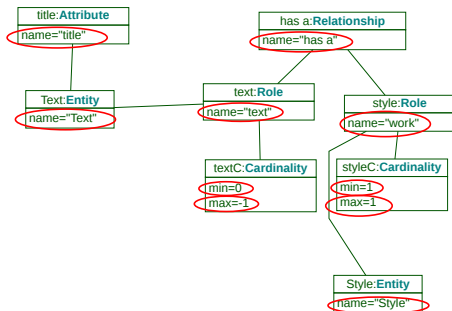 title:Attribute
name="title"
has a:Relationship
name="has a"
Text:Entity
name="Text"
text:Role
name="text"
style:Role
name="work"
textC:Cardinality
min=0
max=-1
styleC:Cardinality
min=1
max=1
Style:Entity
name="Style"